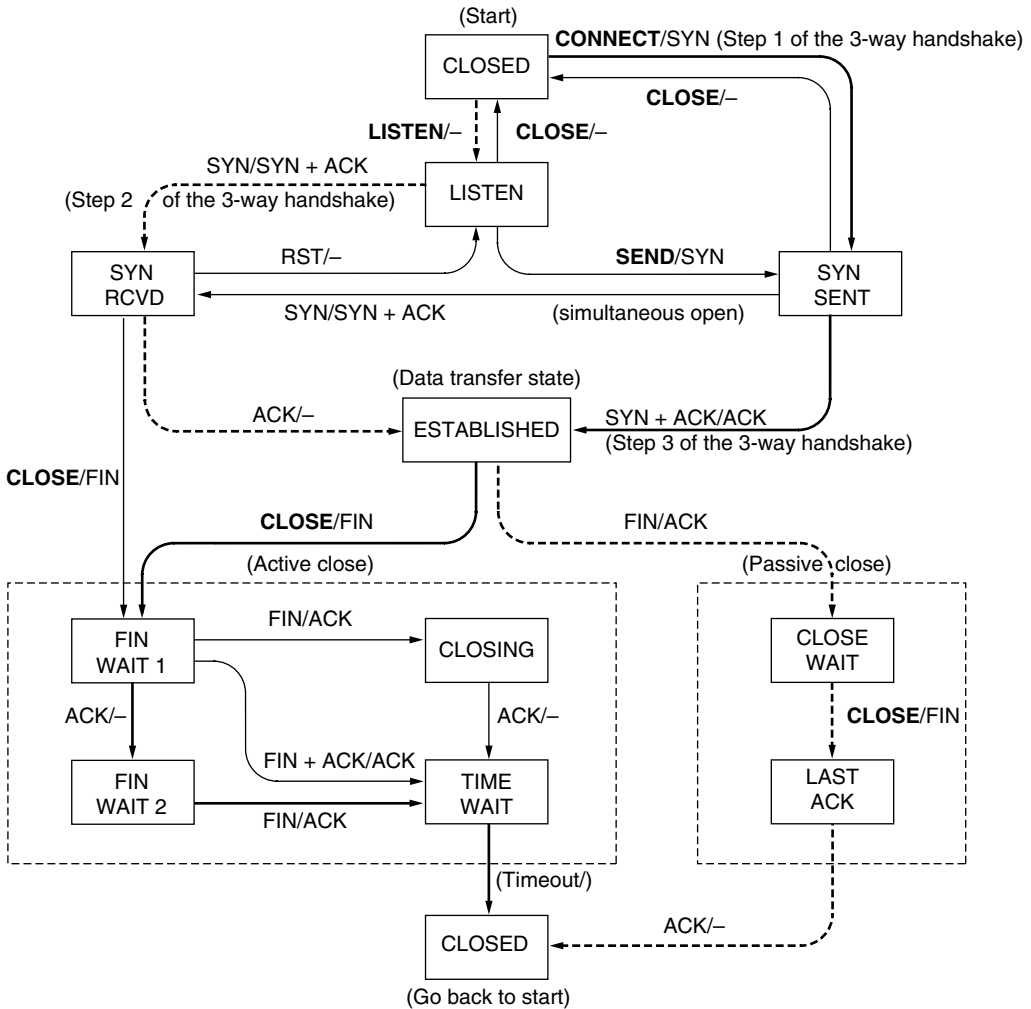 (Start)
CONNECT/SYN (Step 1 of the 3-way handshake)
CLOSED
CLOSE/–
LISTEN/–
CLOSE/–
SYN/SYN + ACK
(Step 2 of the 3-way handshake)
LISTEN
SYN
RCVD
RST/–
SEND/SYN
SYN
SENT
SYN/SYN + ACK
(simultaneous open)
(Data transfer state)
ACK/–
ESTABLISHED
SYN + ACK/ACK
(Step 3 of the 3-way handshake)
CLOSE/FIN
CLOSE/FIN
FIN/ACK
(Active close)
(Passive close)
FIN
WAIT 1
FIN/ACK
CLOSING
CLOSE
WAIT
ACK/–
ACK/–
CLOSE/FIN
FIN + ACK/ACK
FIN
WAIT 2
TIME
WAIT
LAST
ACK
FIN/ACK
(Timeout/)
CLOSED
ACK/–
(Go back to start)